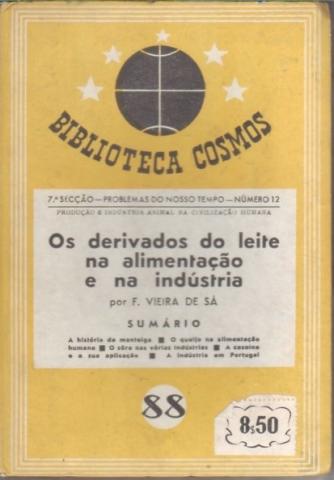 BIBLIOTECA COSMOS
7.ª SECÇÃO — PROBLEMAS DO NOSSO TEMPO — NÚMERO 12
PRODUÇÃO E INDÚSTRIA ANIMAL NA CIVILIZAÇÃO HUMANA
Os derivados do leite
na alimentação
e na indústria
por F. VIEIRA DE SÁ
SUMÁRIO
A história da manteiga ■ O queijo na alimentação
humana ■ O sôro nas várias indústrias ■ A caseína
e a sua aplicação ■ A indústria em Portugal
88
8$50